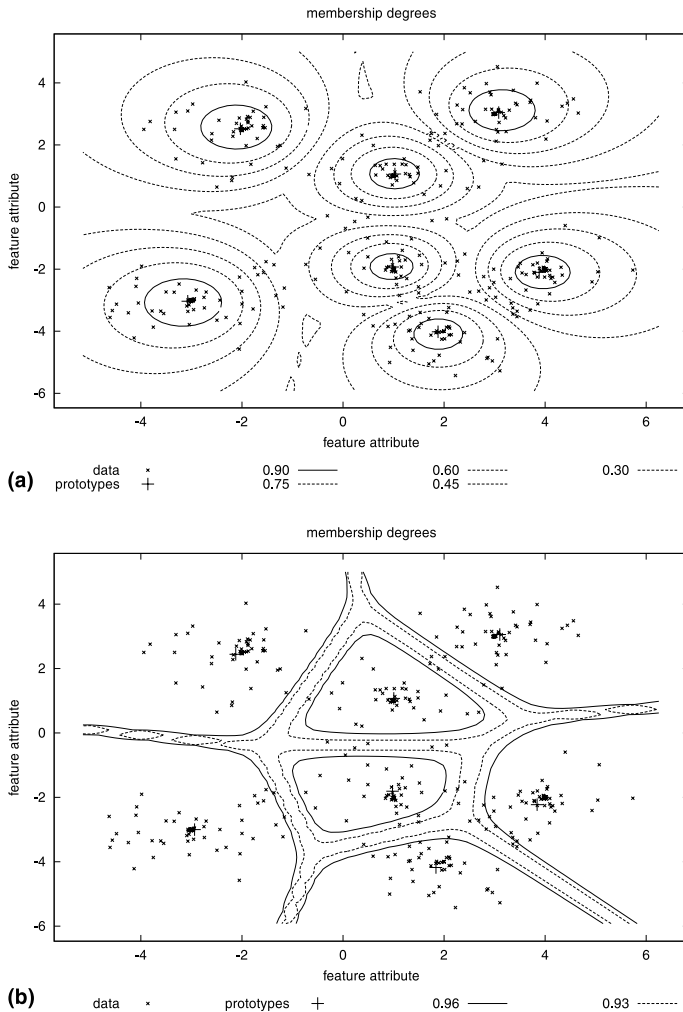 membership degrees
4
2
0
-2
-4
-6
feature attribute
-4 -2 0 2 4 6
feature attribute
(a)
data × 0.90 0.60 0.30
prototypes + 0.75 0.45
membership degrees
4
2
0
-2
-4
-6
feature attribute
-4 -2 0 2 4 6
feature attribute
(b)
data × prototypes + 0.96 0.93